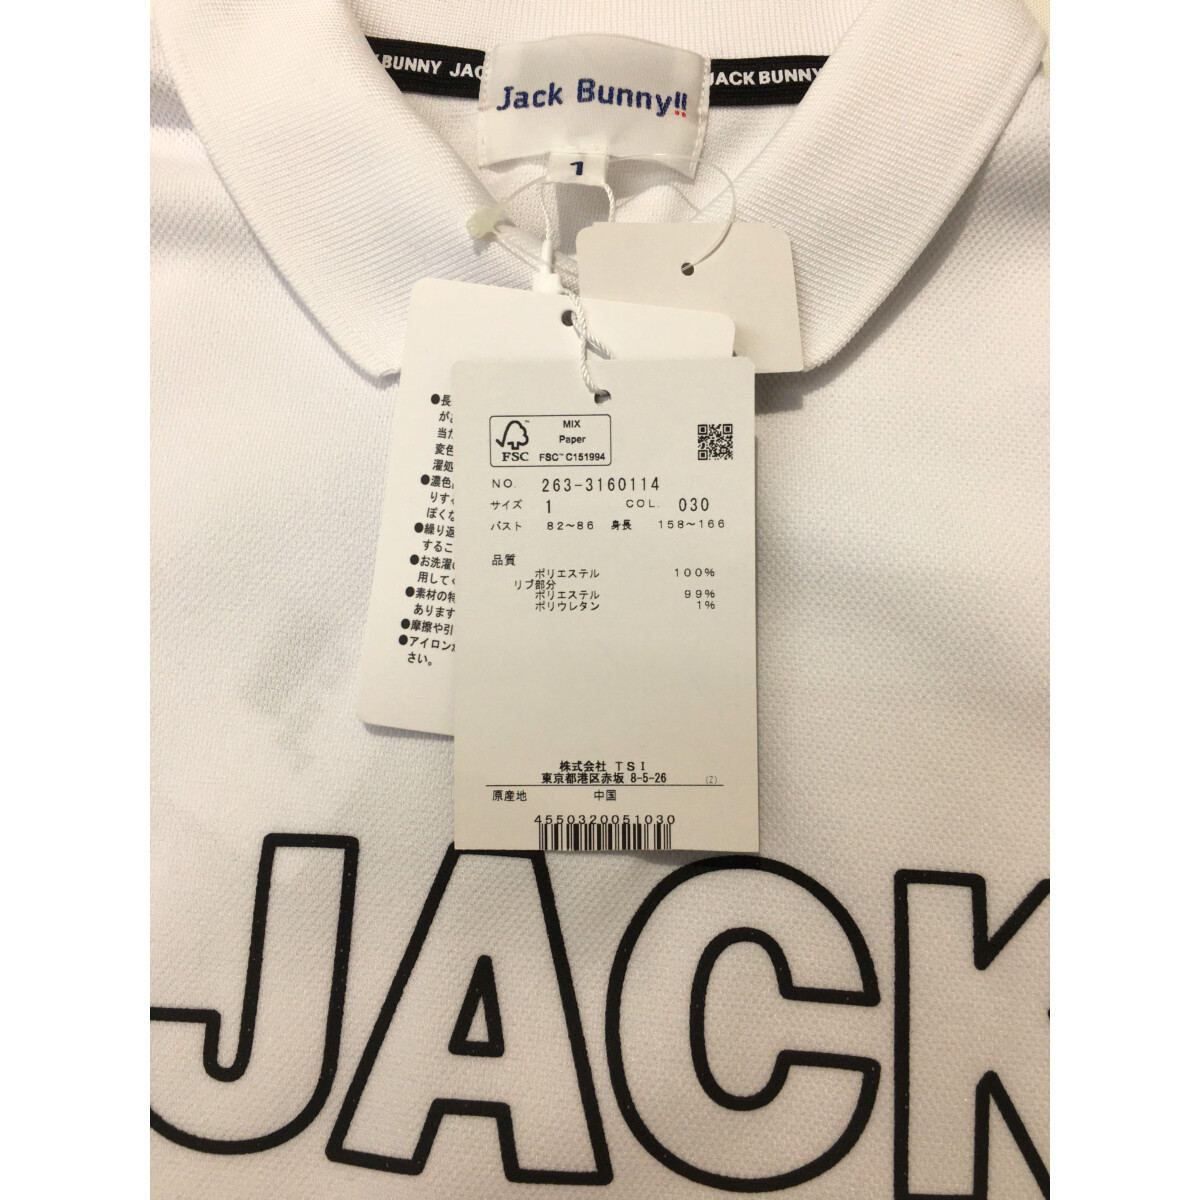 BUNNY JAC
JACK BUNNY
Jack Bunny!!
1
●長
が
当た
変色
濯処
●濃色
りすく
ぽくな
●繰り返
するこ
●お洗濯
用してく
●素材の特
あります
●摩擦や引
●アイロン
さい。
MIX
Paper
FSC™ C151994
FSC
NO. 263-3160114
サイズ 1 COL. 030
バスト 82～86 身長 158～166
品質
ポリエステル 100%
リブ部分
ポリエステル 99%
ポリウレタン 1%
株式会社 TSI
東京都港区赤坂 8-5-26 (Z)
原産地 中国
4550320051030
JACK